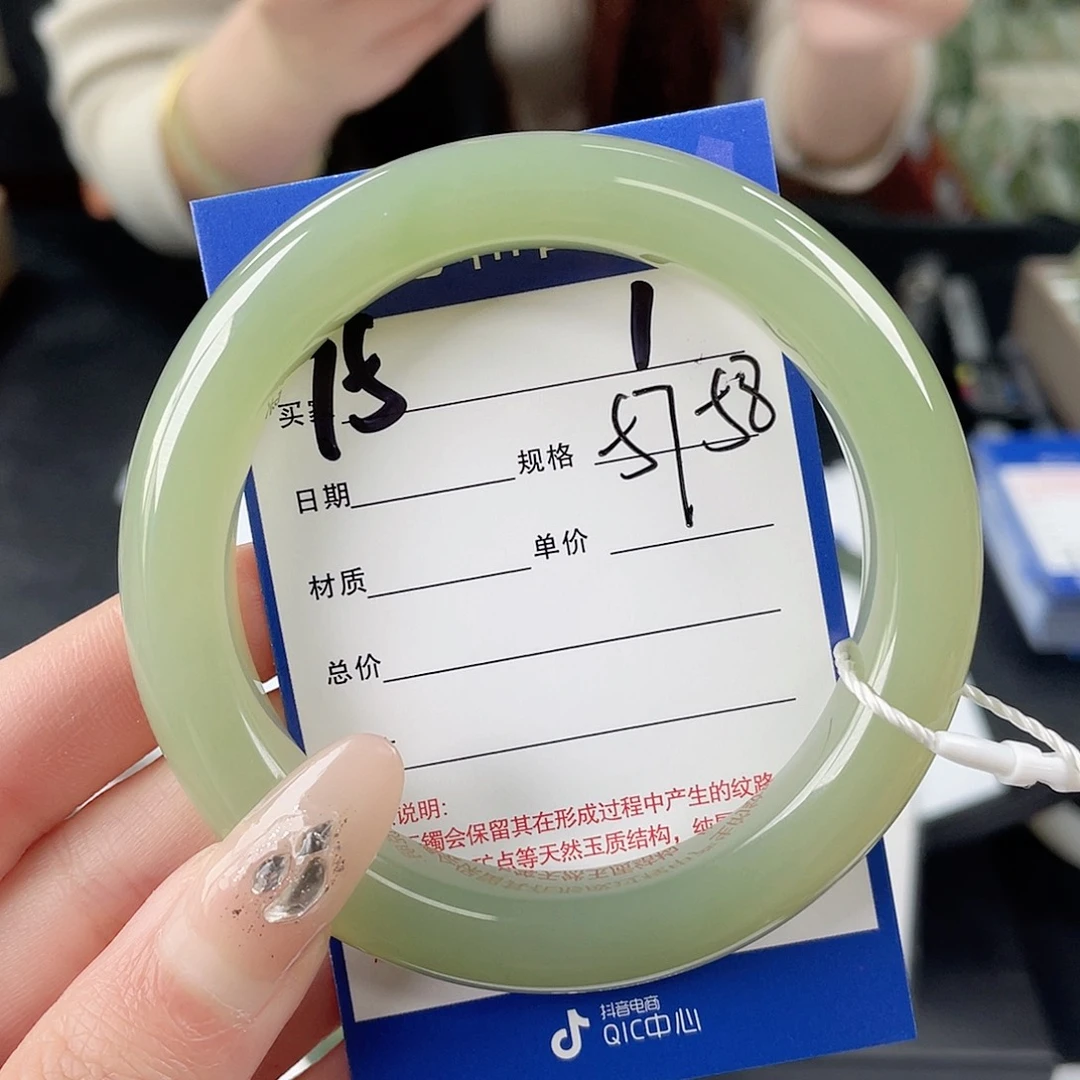 15 1
买家
规格 57 58
日期
单价
材质
总价
说明:
镯会保留其在形成过程中产生的纹路
矿点等天然玉质结构,纯
抖音电商
QIC中心